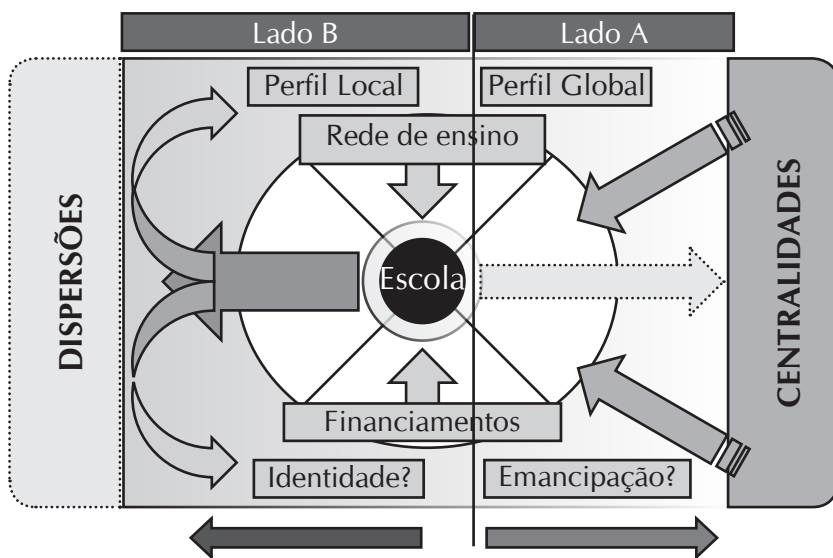 Lado B
Lado A
Perfil Local
Perfil Global
Rede de ensino
DISPERSÕES
Escola
CENTRALIDADES
Financiamentos
Identidade?
Emancipação?